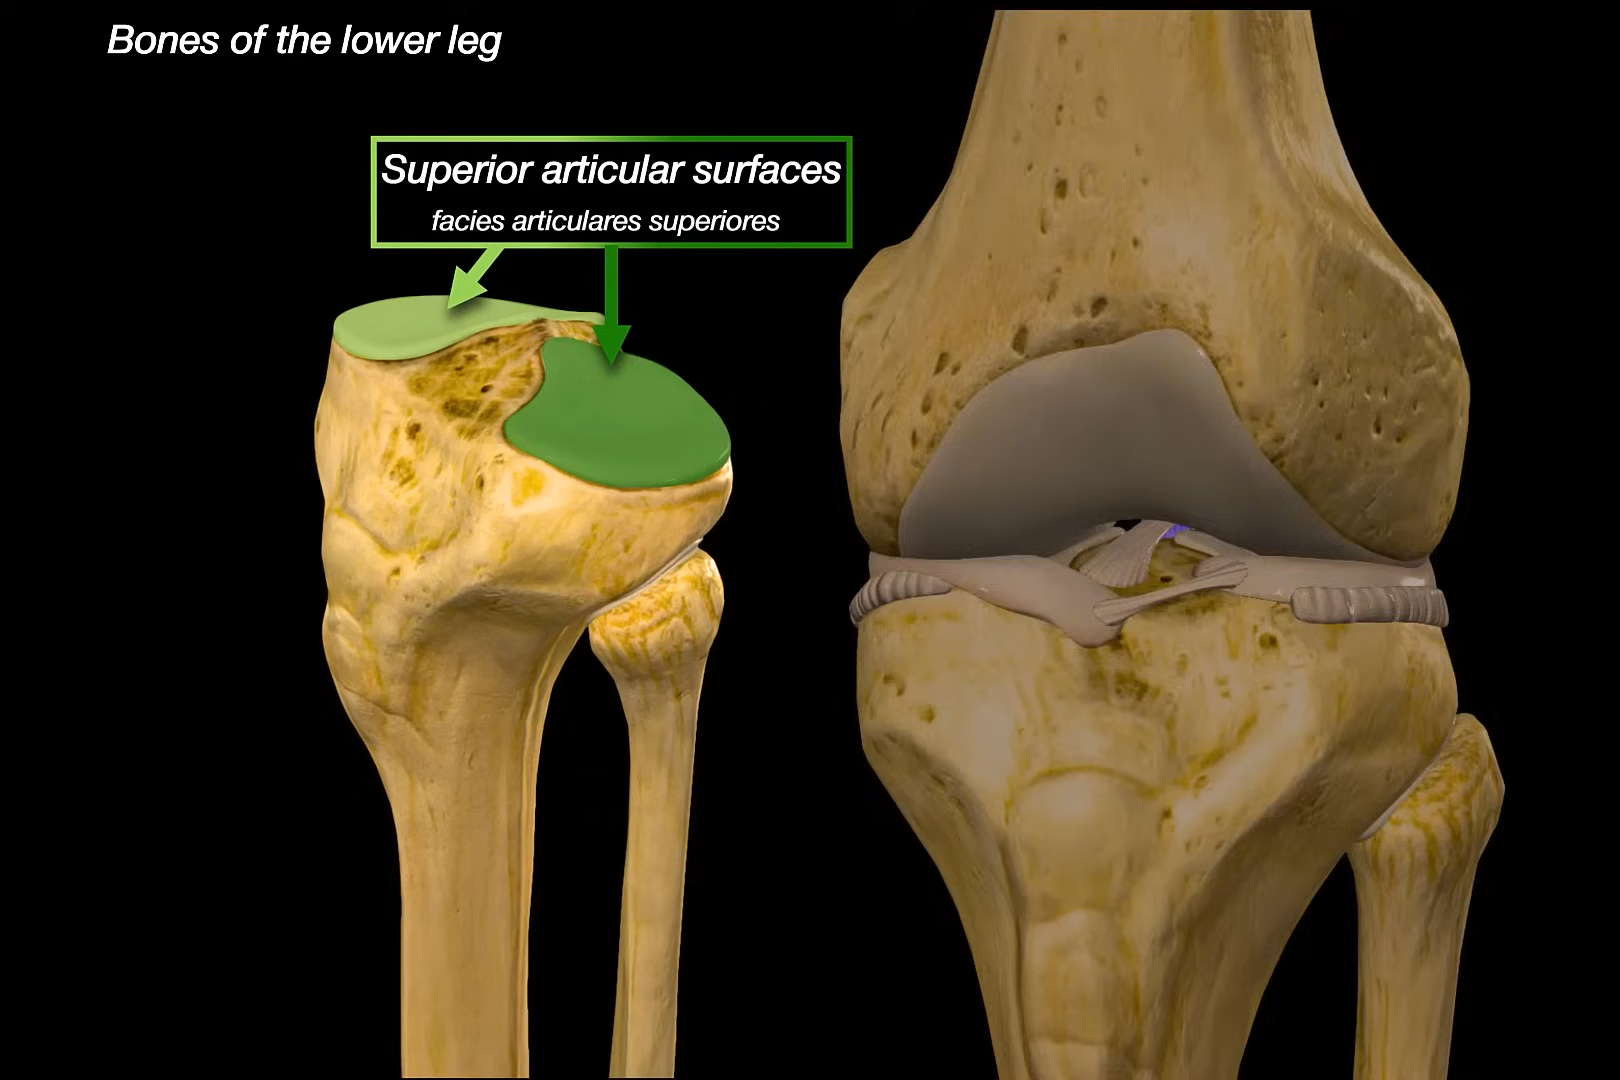 Bones of the lower leg
Superior articular surfaces
facies articulares superiores